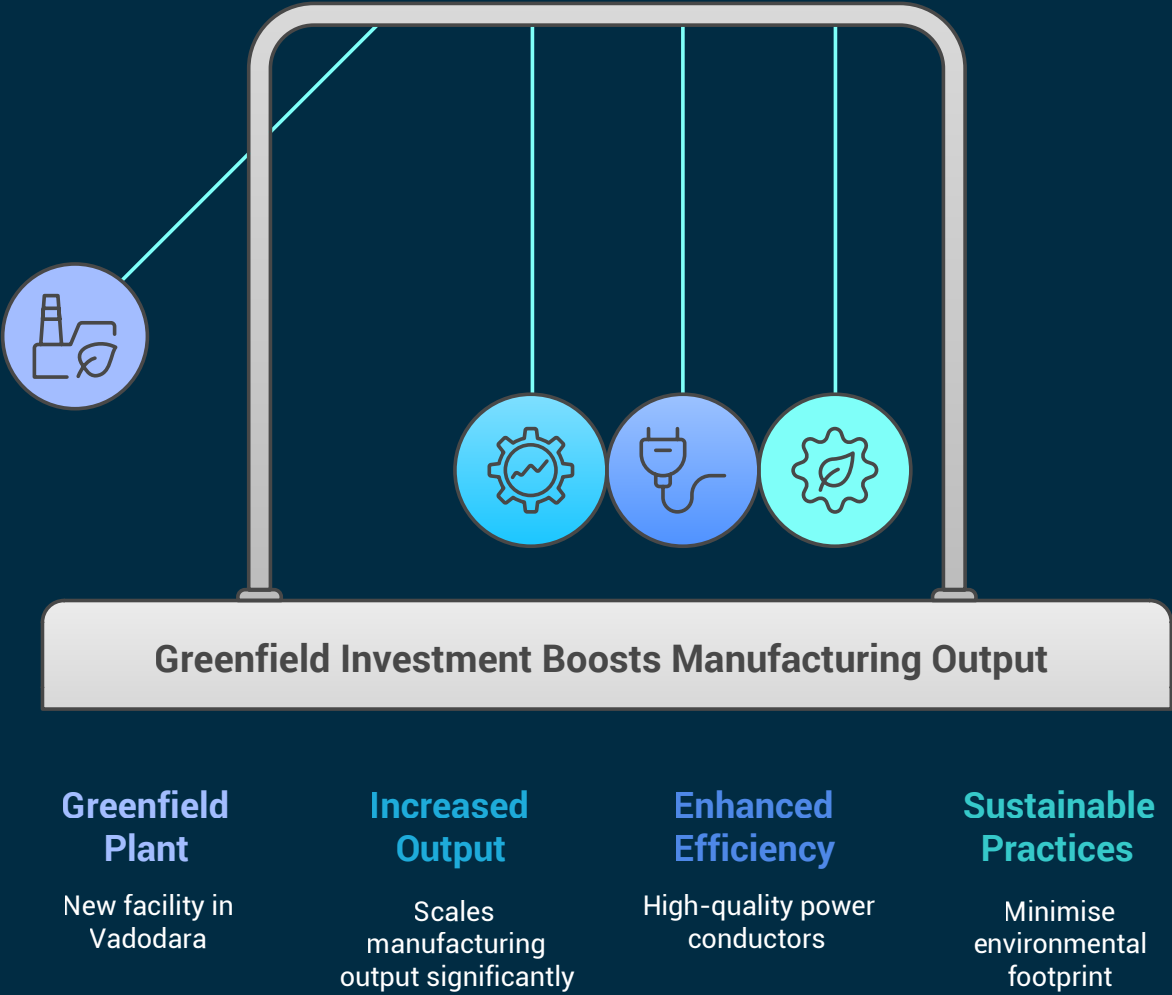 Greenfield Investment Boosts Manufacturing Output
Greenfield
Plant
New facility in
Vadodara
Increased
Output
Scales
manufacturing
output significantly
Enhanced
Efficiency
High-quality power
conductors
Sustainable
Practices
Minimise
environmental
footprint